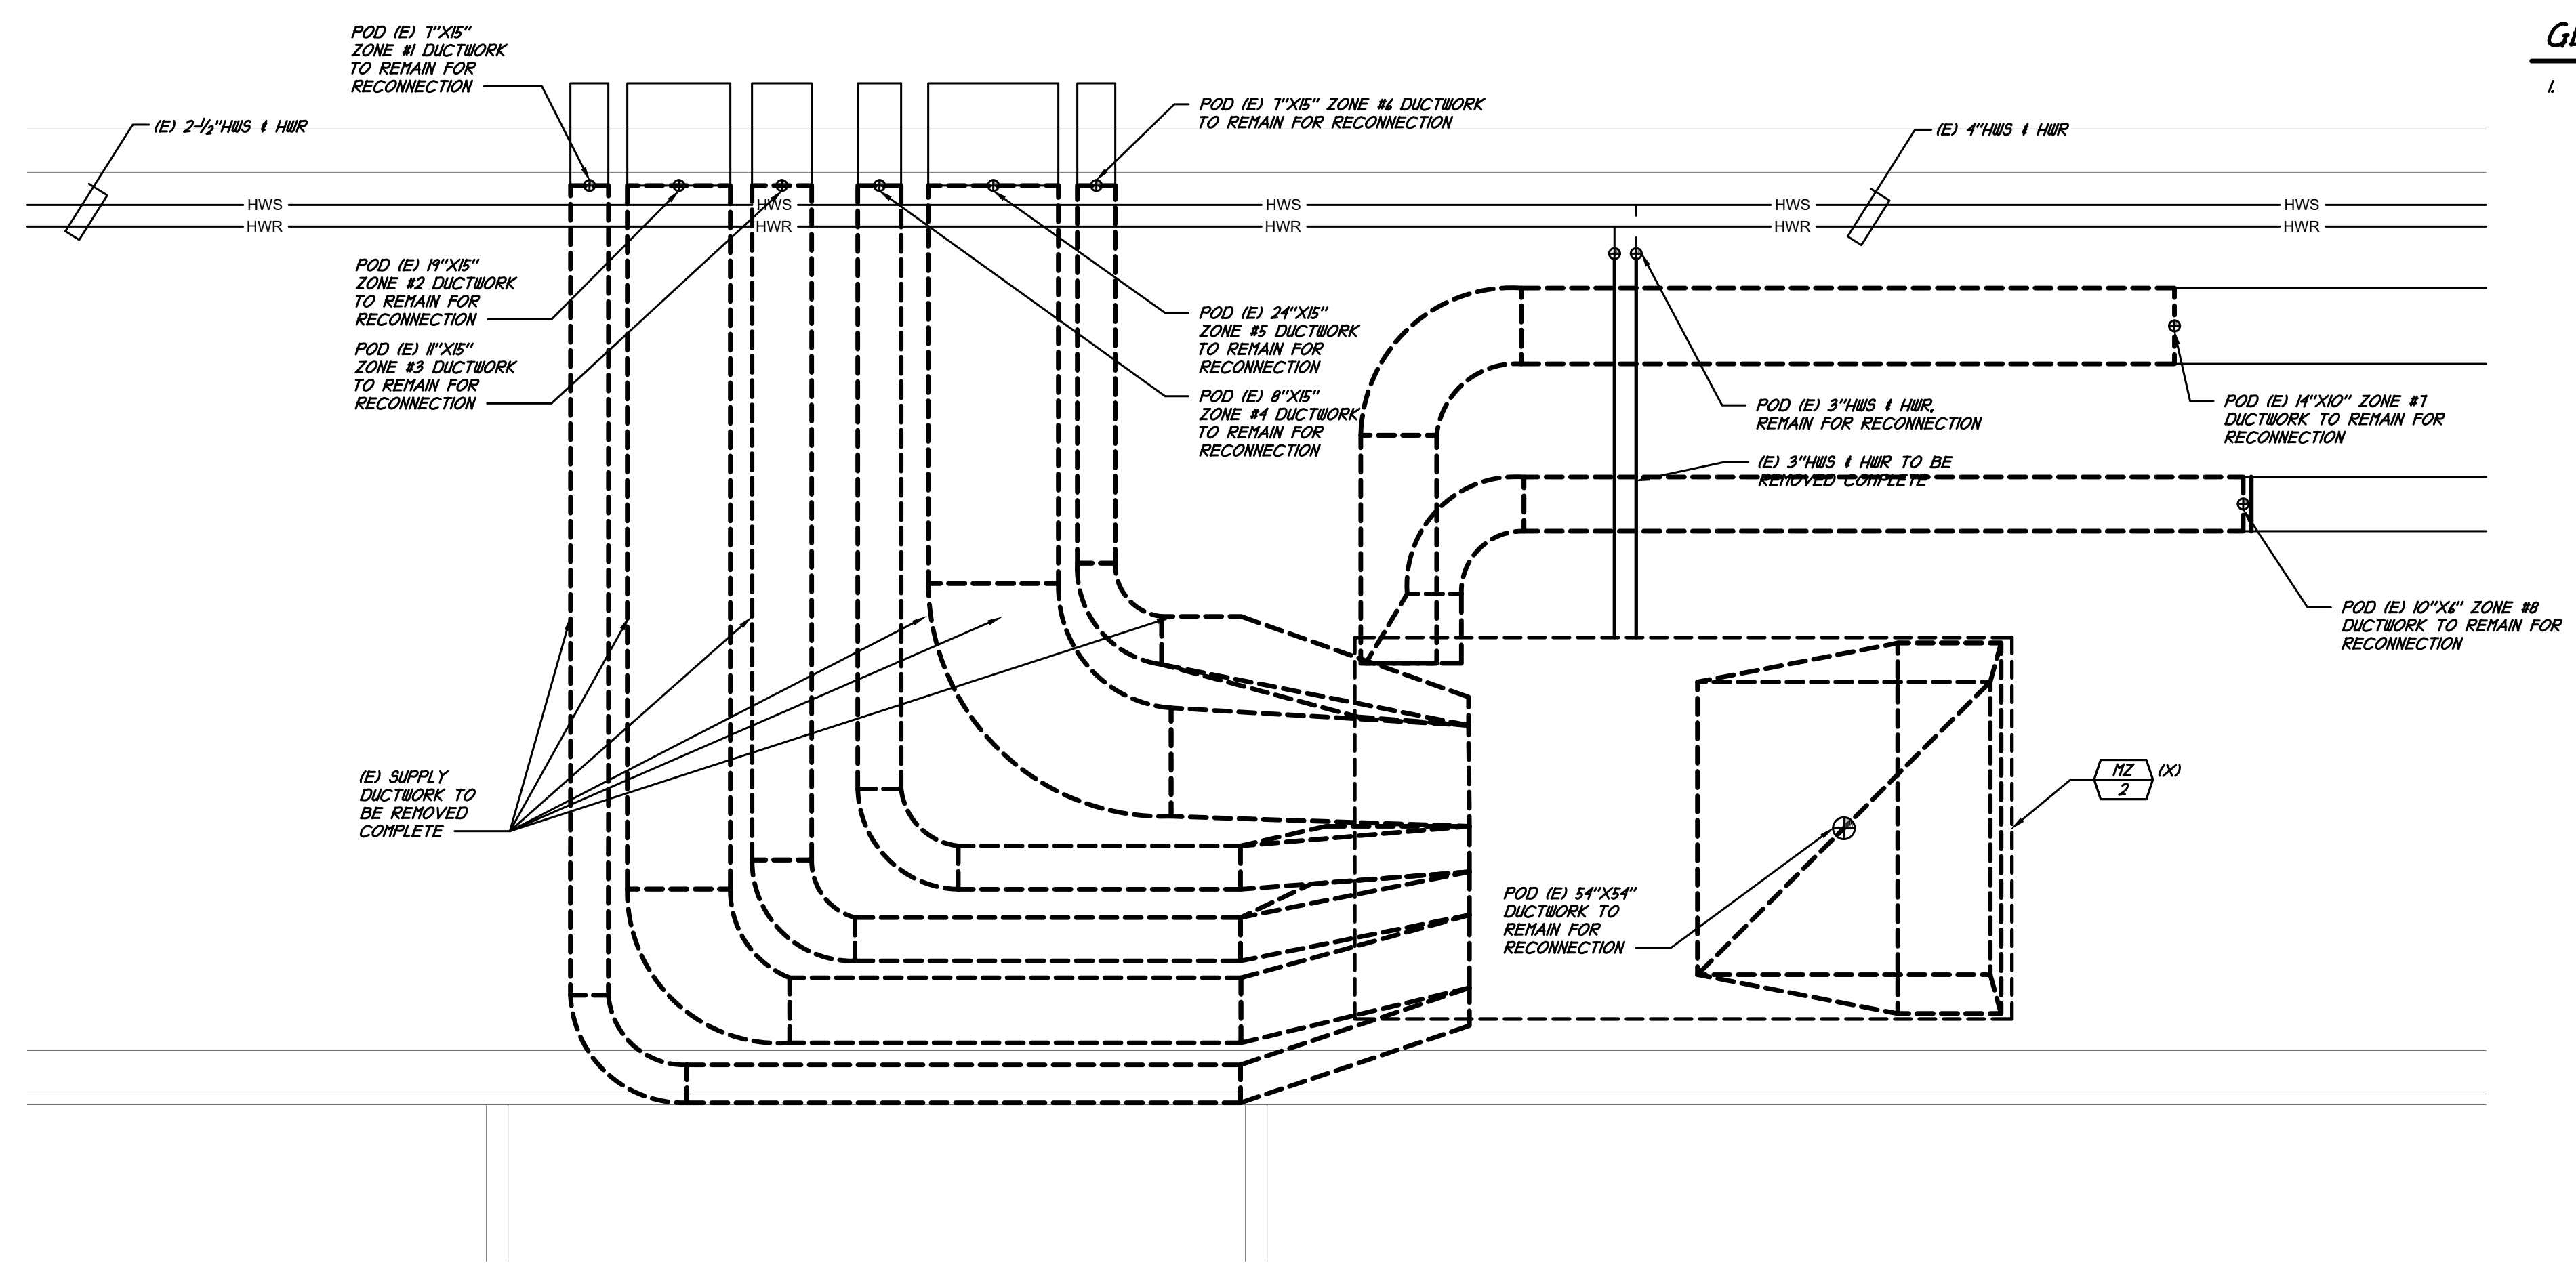 POD (E) 7"X15"
ZONE #1 DUCTWORK
TO REMAIN FOR
RECONNECTION
(E) 2-1/2"HWS & HWR
POD (E) 7"X15" ZONE #6 DUCTWORK
TO REMAIN FOR RECONNECTION
(E) 4"HWS & HWR
1.
HWS HWS HWS HWS HWS
HWR HWR HWR HWR HWR
POD (E) 19"X15"
ZONE #2 DUCTWORK
TO REMAIN FOR
RECONNECTION
POD (E) 11"X15"
ZONE #3 DUCTWORK
TO REMAIN FOR
RECONNECTION
POD (E) 24"X15"
ZONE #5 DUCTWORK
TO REMAIN FOR
RECONNECTION
POD (E) 8"X15"
ZONE #4 DUCTWORK
TO REMAIN FOR
RECONNECTION
POD (E) 3"HWS & HWR,
REMAIN FOR RECONNECTION
(E) 3"HWS & HWR TO BE
REMOVED COMPLETE
POD (E) 14"X10" ZONE #7
DUCTWORK TO REMAIN FOR
RECONNECTION
POD (E) 10"X6" ZONE #8
DUCTWORK TO REMAIN FOR
RECONNECTION
(E) SUPPLY
DUCTWORK TO
BE REMOVED
COMPLETE
MZ (X)
2
POD (E) 54"X54"
DUCTWORK TO
REMAIN FOR
RECONNECTION